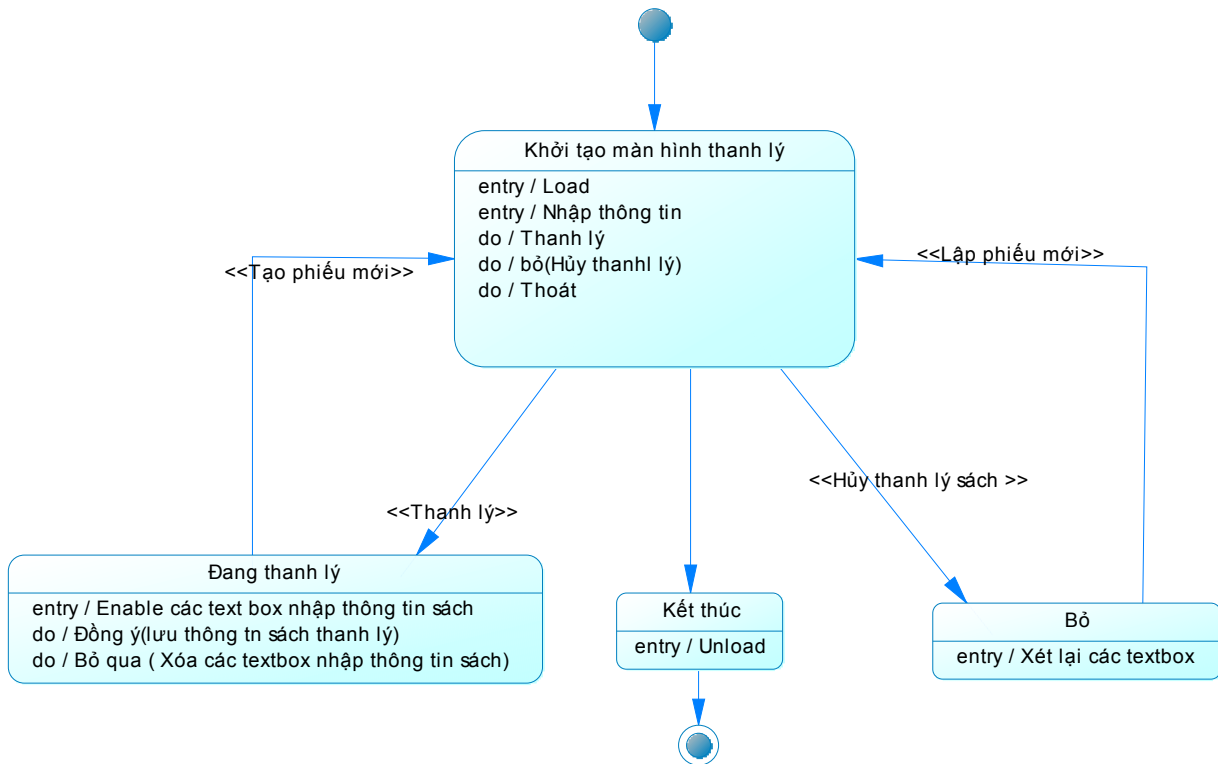 Khởi tạo màn hình thanh lý
entry / Load
entry / Nhập thông tin
do / Thanh lý
do / bỏ(Hủy thanhl lý)
do / Thoát
<<Tạo phiếu mới>>
<<Lập phiếu mới>>
<<Thanh lý>>
<<Hủy thanh lý sách >>
Đang thanh lý
entry / Enable các text box nhập thông tin sách
do / Đồng ý(lưu thông tn sách thanh lý)
do / Bỏ qua ( Xóa các textbox nhập thông tin sách)
Kết thúc
entry / Unload
Bỏ
entry / Xét lại các textbox